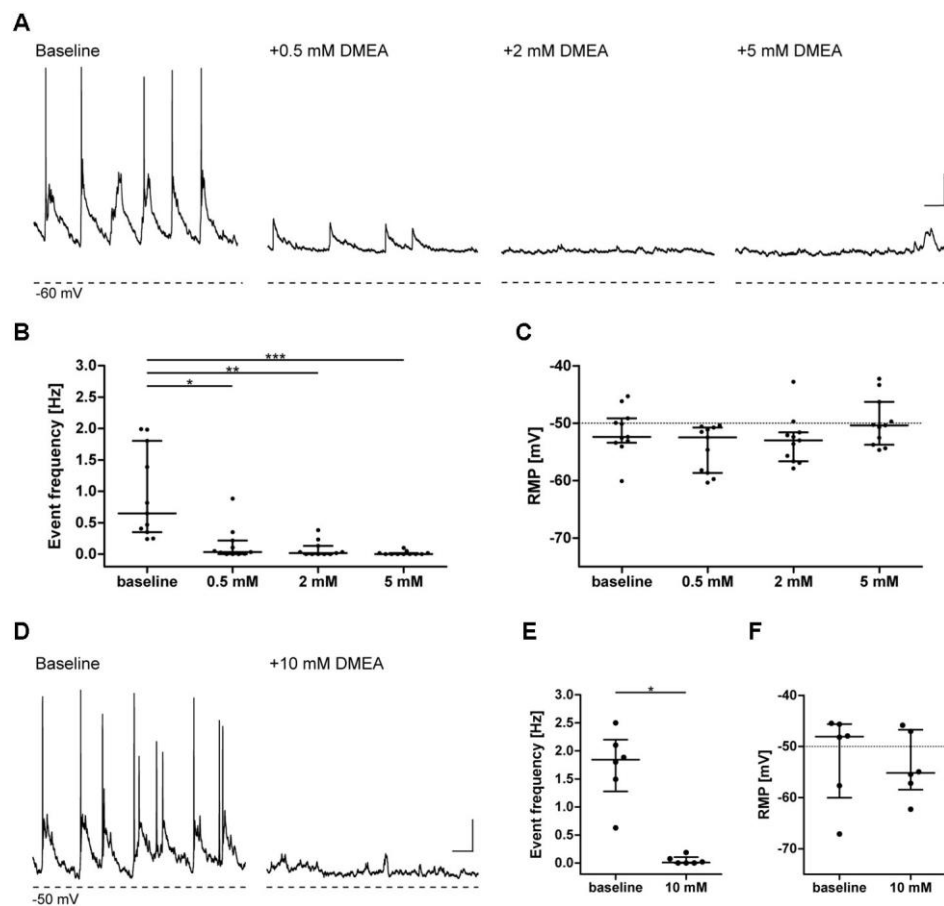 A
Baseline +0.5 mM DMEA +2 mM DMEA +5 mM DMEA
-60 mV
B
Event frequency [Hz]
3.0
2.5
2.0
1.5
1.0
0.5
0.0
***
**
*
baseline 0.5 mM 2 mM 5 mM
C
RMP [mV]
-40
-50
-60
-70
baseline 0.5 mM 2 mM 5 mM
D
Baseline +10 mM DMEA
-50 mV
E
Event frequency [Hz]
3.0
2.5
2.0
1.5
1.0
0.5
0.0
*
baseline 10 mM
F
RMP [mV]
-40
-50
-60
-70
baseline 10 mM